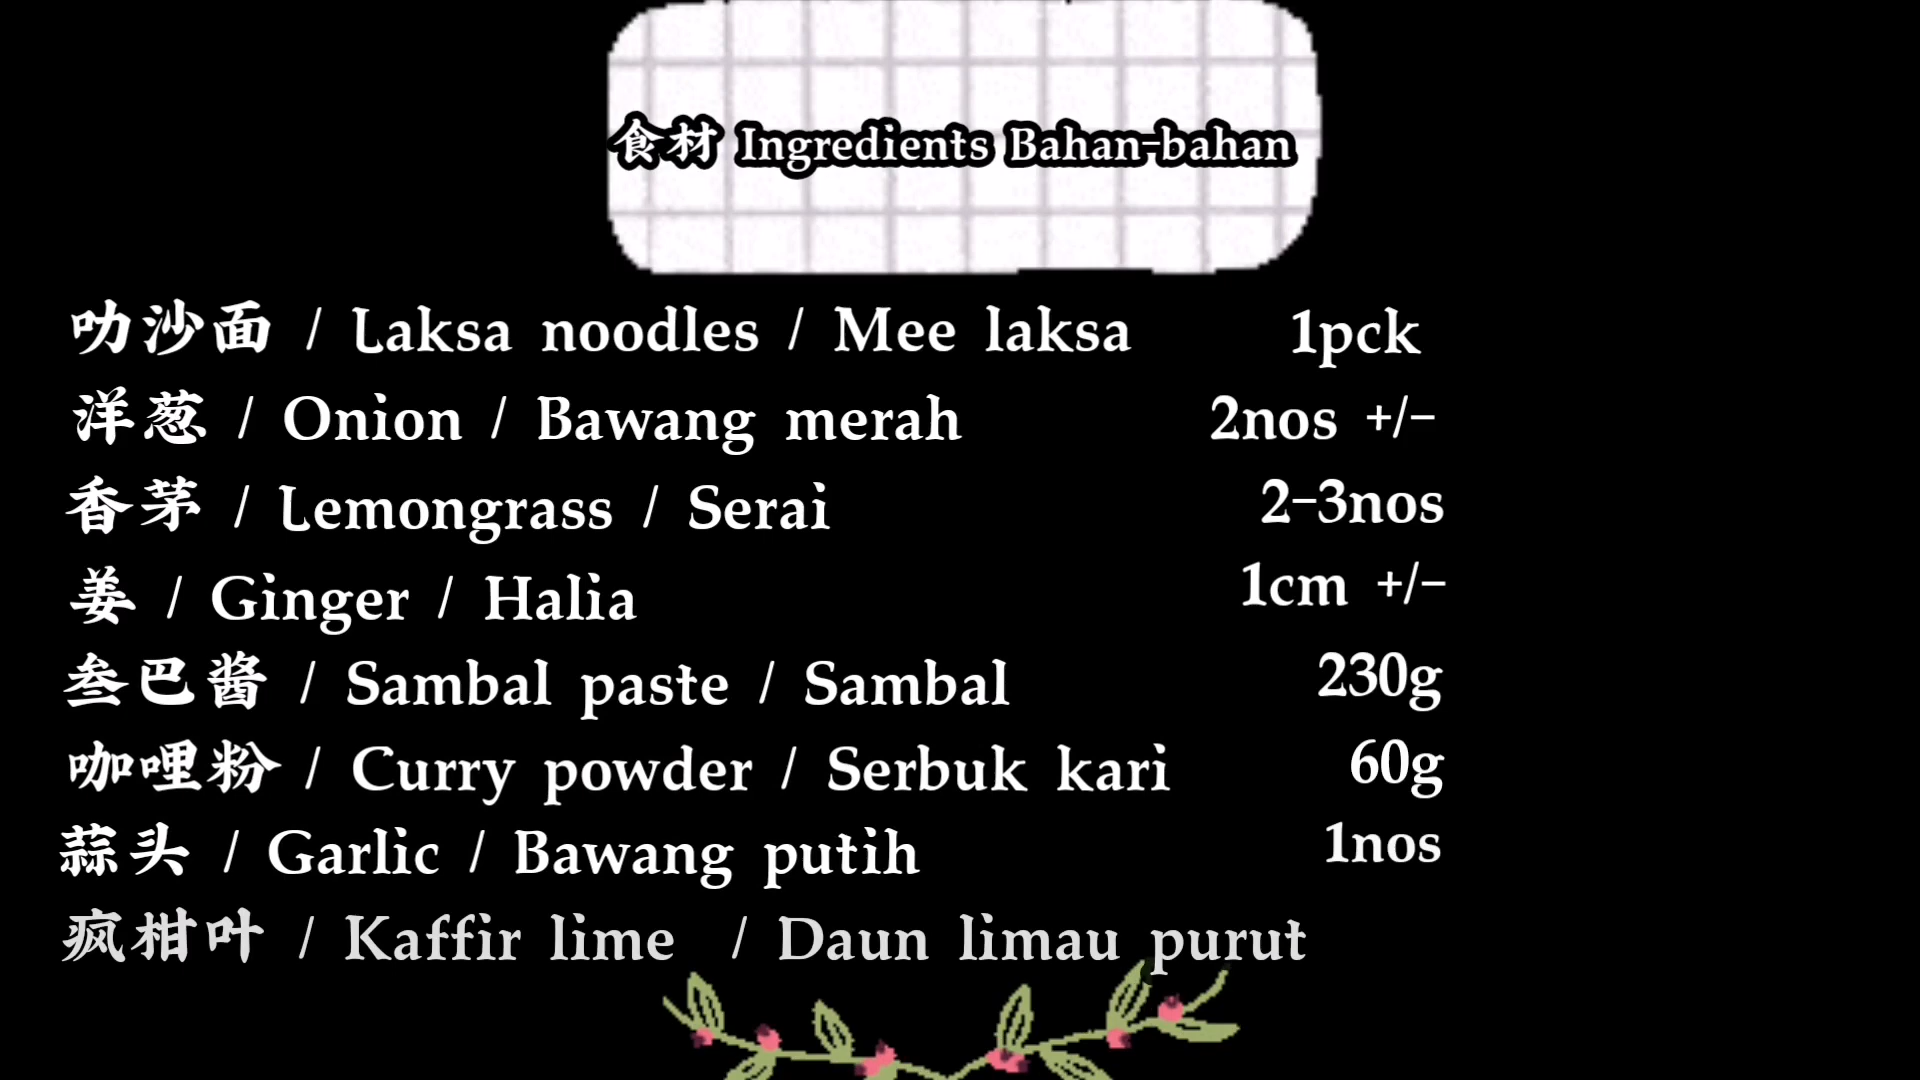 食材 Ingredients Bahan-bahan
叻沙面 / Laksa noodles / Mee laksa 1pck
洋葱 / Onion / Bawang merah 2nos +/-
香茅 / Lemongrass / Serai 2-3nos
姜 / Ginger / Halia 1cm +/-
叁巴酱 / Sambal paste / Sambal 230g
咖哩粉 / Curry powder / Serbuk kari 60g
蒜头 / Garlic / Bawang putih 1nos
疯柑叶 / Kaffir lime / Daun limau purut